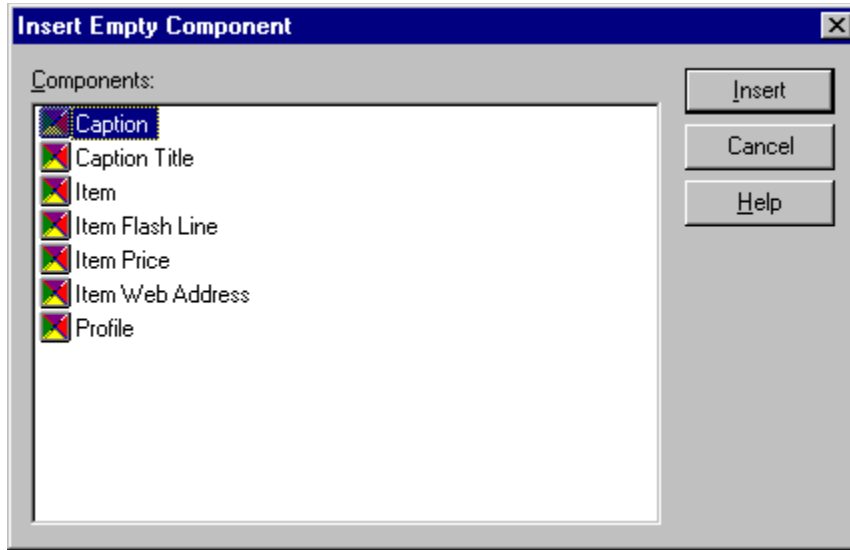 Insert Empty Component
Components:
Caption
Caption Title
Item
Item Flash Line
Item Price
Item Web Address
Profile
Insert
Cancel
Help